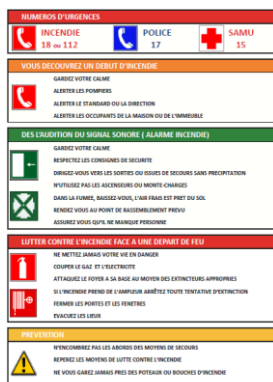 NUMEROS D'URGENCES
INCENDIE
18 ou 112
POLICE
17
SAMU
15
VOUS DECOUVREZ UN DEBUT D'INCENDIE
GARDEZ VOTRE CALME
ALERTER LES POMPIERS
ALERTER LE STANDARD OU LA DIRECTION
ALERTER LES OCCUPANTS DE LA MAISON OU DE L'IMMEUBLE
DES L'AUDITION DU SIGNAL SONORE ( ALARME INCENDIE)
GARDEZ VOTRE CALME
RESPECTEZ LES CONSIGNES DE SECURITE
DIRIGEZ-VOUS VERS LES SORTIES OU ISSUES DE SECOURS SANS PRECIPITATION
N'UTILISEZ PAS LES ASCENSEURS OU MONTE-CHARGES
DANS LA FUMEE, BAISSEZ-VOUS, L'AIR FRAIS EST PRET DU SOL
RENDEZ VOUS AU POINT DE RASSEMBLEMENT PREVU
ASSUREZ VOUS QU'IL NE MANQUE PERSONNE
LUTTER CONTRE L'INCENDIE FACE A UNE DEPART DE FEU
NE METTEZ JAMAIS VOTRE VIE EN DANGER
COUPER LE GAZ ET L'ELECTRICITE
ATTAQUEZ LE FOYER A SA BASE AU MOYEN DES EXTINCTEURS APPROPRIES
SI L'INCENDIE PREND DE L'AMPLEUR ARRÊTEZ TOUTE TENTATIVE D'EXTINCTION
FERMER LES PORTES ET LES FENETRES
EVACUEZ LES LIEUX
PREVENTION
N'ENCOMBREZ PAS LES ABORDS DES MOYENS DE SECOURS
REPEREZ LES MOYENS DE LUTTE CONTRE L'INCENDIE
NE VOUS GAREZ JAMAIS PRES DES POTEAUX OU BOUCHES D'INCENDIE